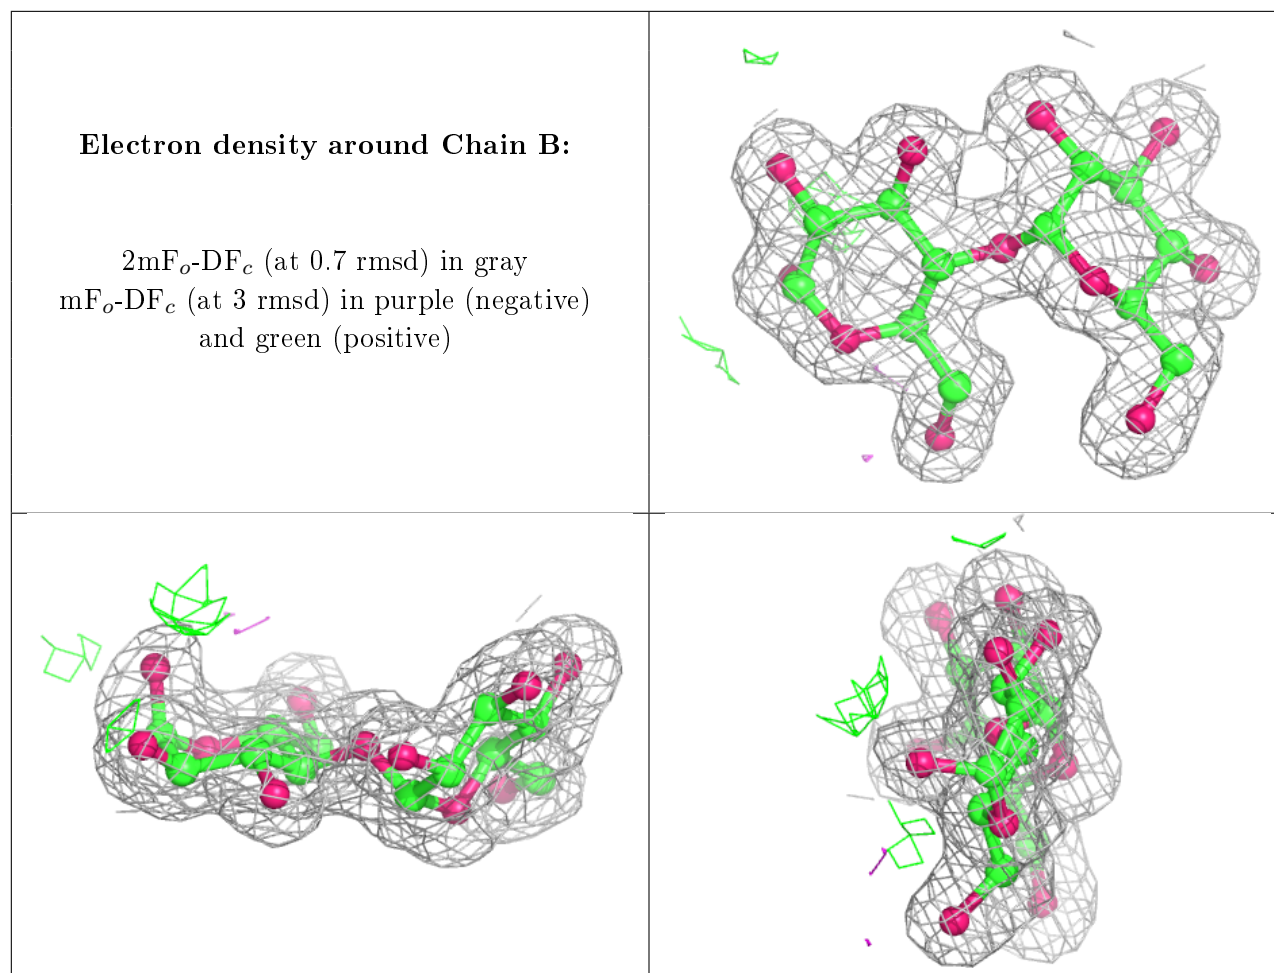 Electron density around Chain B:
2mFₒ-DF𝒸 (at 0.7 rmsd) in gray
mFₒ-DF𝒸 (at 3 rmsd) in purple (negative)
and green (positive)